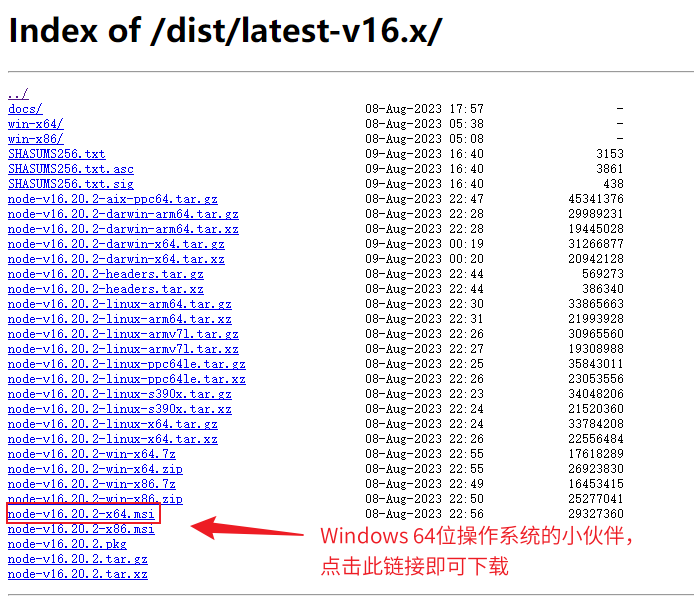 Index of /dist/latest-v16.x/
../
docs/ 08-Aug-2023 17:57 -
win-x64/ 08-Aug-2023 05:38 -
win-x86/ 08-Aug-2023 05:08 -
SHASUMS256.txt 09-Aug-2023 16:40 3153
SHASUMS256.txt.asc 09-Aug-2023 16:40 3861
SHASUMS256.txt.sig 09-Aug-2023 16:40 438
node-v16.20.2-aix-ppc64.tar.gz 08-Aug-2023 22:47 45341376
node-v16.20.2-darwin-arm64.tar.gz 08-Aug-2023 22:28 29989231
node-v16.20.2-darwin-arm64.tar.xz 08-Aug-2023 22:28 19445028
node-v16.20.2-darwin-x64.tar.gz 09-Aug-2023 00:19 31266877
node-v16.20.2-darwin-x64.tar.xz 09-Aug-2023 00:20 20942128
node-v16.20.2-headers.tar.gz 08-Aug-2023 22:44 569273
node-v16.20.2-headers.tar.xz 08-Aug-2023 22:44 386340
node-v16.20.2-linux-arm64.tar.gz 08-Aug-2023 22:30 33865663
node-v16.20.2-linux-arm64.tar.xz 08-Aug-2023 22:31 21993928
node-v16.20.2-linux-armv7l.tar.gz 08-Aug-2023 22:26 30965560
node-v16.20.2-linux-armv7l.tar.xz 08-Aug-2023 22:27 19308988
node-v16.20.2-linux-ppc64le.tar.gz 08-Aug-2023 22:25 35843011
node-v16.20.2-linux-ppc64le.tar.xz 08-Aug-2023 22:26 23053556
node-v16.20.2-linux-s390x.tar.gz 08-Aug-2023 22:23 34048206
node-v16.20.2-linux-s390x.tar.xz 08-Aug-2023 22:24 21520360
node-v16.20.2-linux-x64.tar.gz 08-Aug-2023 22:24 33784208
node-v16.20.2-linux-x64.tar.xz 08-Aug-2023 22:26 22556484
node-v16.20.2-win-x64.7z 08-Aug-2023 22:55 17618289
node-v16.20.2-win-x64.zip 08-Aug-2023 22:55 26923830
node-v16.20.2-win-x86.7z 08-Aug-2023 22:49 16453415
node-v16.20.2-win-x86.zip 08-Aug-2023 22:50 25277041
node-v16.20.2-x64.msi 08-Aug-2023 22:56 29327360
node-v16.20.2-x86.msi
node-v16.20.2.pkg
node-v16.20.2.tar.gz
node-v16.20.2.tar.xz
Windows 64位操作系统的小伙伴，
点击此链接即可下载